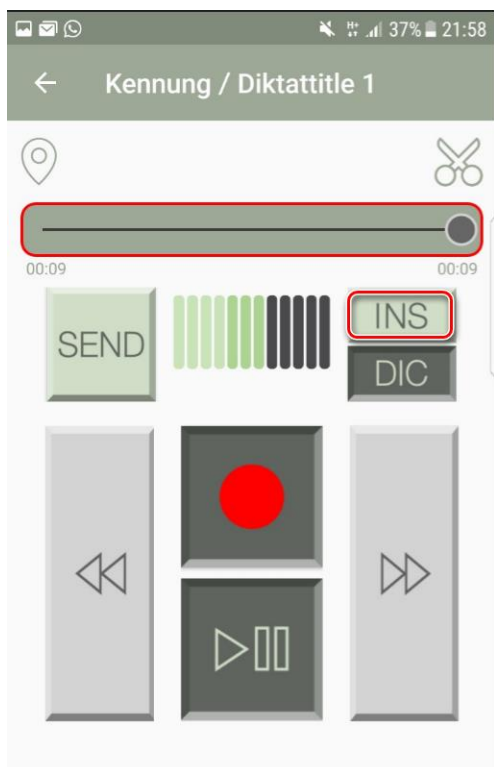 37% 21:58
Kennung / Diktattitle 1
00:09 00:09
SEND
INS
DIC